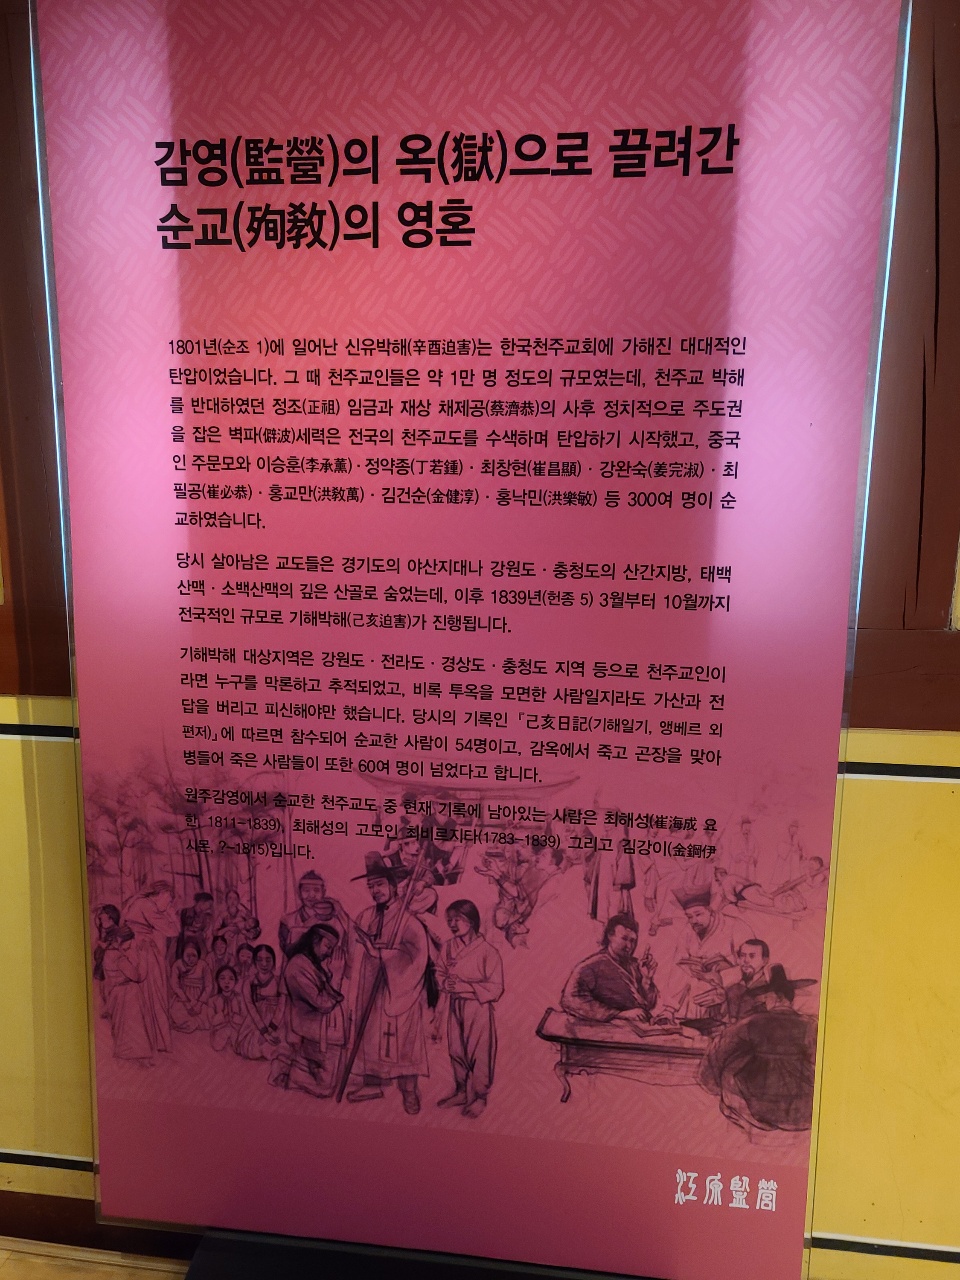 감영(監營)의 옥(獄)으로 끌려간
순교(殉敎)의 영혼
1801년(순조 1)에 일어난 신유박해(辛酉迫害)는 한국천주교회에 가해진 대대적인
탄압이었습니다. 그 때 천주교인들은 약 1만 명 정도의 규모였는데, 천주교 박해
를 반대하였던 정조(正祖) 임금과 재상 채제공(蔡濟恭)의 사후 정치적으로 주도권
을 잡은 벽파(僻波)세력은 전국의 천주교도를 수색하며 탄압하기 시작했고, 중국
인 주문모와 이승훈(李承薰)·정약종(丁若鍾)·최창현(崔昌顯)·강완숙(姜完淑)·최
필공(崔必恭)·홍교만(洪敎萬)·김건순(金健淳)·홍낙민(洪樂敏) 등 300여 명이 순
교하였습니다.
당시 살아남은 교도들은 경기도의 야산지대나 강원도·충청도의 산간지방, 태백
산맥·소백산맥의 깊은 산골로 숨었는데, 이후 1839년(헌종 5) 3월부터 10월까지
전국적인 규모로 기해박해(己亥迫害)가 진행됩니다.
기해박해 대상지역은 강원도·전라도·경상도·충청도 지역 등으로 천주교인이
라면 누구를 막론하고 추적되었고, 비록 투옥을 모면한 사람일지라도 가산과 전
답을 버리고 피신해야만 했습니다. 당시의 기록인 『己亥日記(기해일기, 앵베르 외
편저)』에 따르면 참수되어 순교한 사람이 54명이고, 감옥에서 죽고 곤장을 맞아
병들어 죽은 사람들이 또한 60여 명이 넘었다고 합니다.
원주감영에서 순교한 천주교도 중 현재 기록에 남아있는 사람은 최해성(崔海成 요
한, 1811-1839), 최해성의 고모인 최비르지타(1783-1839) 그리고 김강이(金鋼伊
시몬, ?-1815)입니다.
江原監營